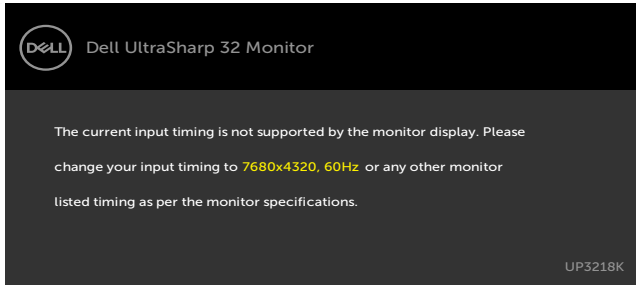 DELL Dell UltraSharp 32 Monitor
The current input timing is not supported by the monitor display. Please
change your input timing to 7680x4320, 60Hz or any other monitor
listed timing as per the monitor specifications.
UP3218K